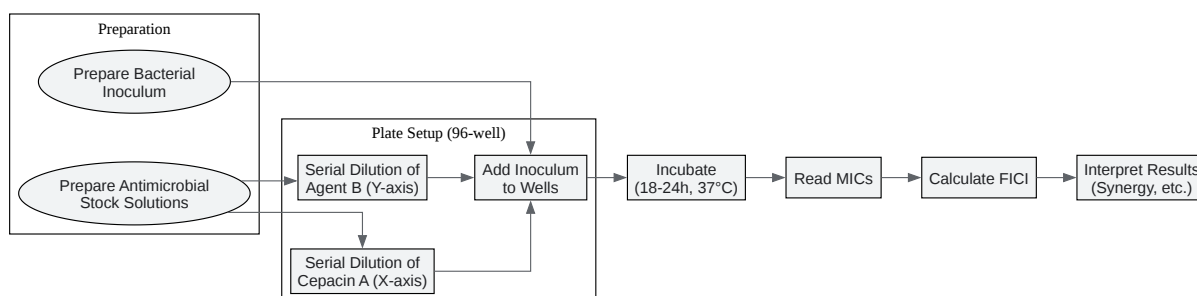 Preparation
Prepare Bacterial
Inoculum
Prepare Antimicrobial
Stock Solutions
Plate Setup (96-well)
Serial Dilution of
Agent B (Y-axis)
Serial Dilution of
Cepacin A (X-axis)
Add Inoculum
to Wells
Incubate
(18-24h, 37°C)
Read MICs
Calculate FICI
Interpret Results
(Synergy, etc.)